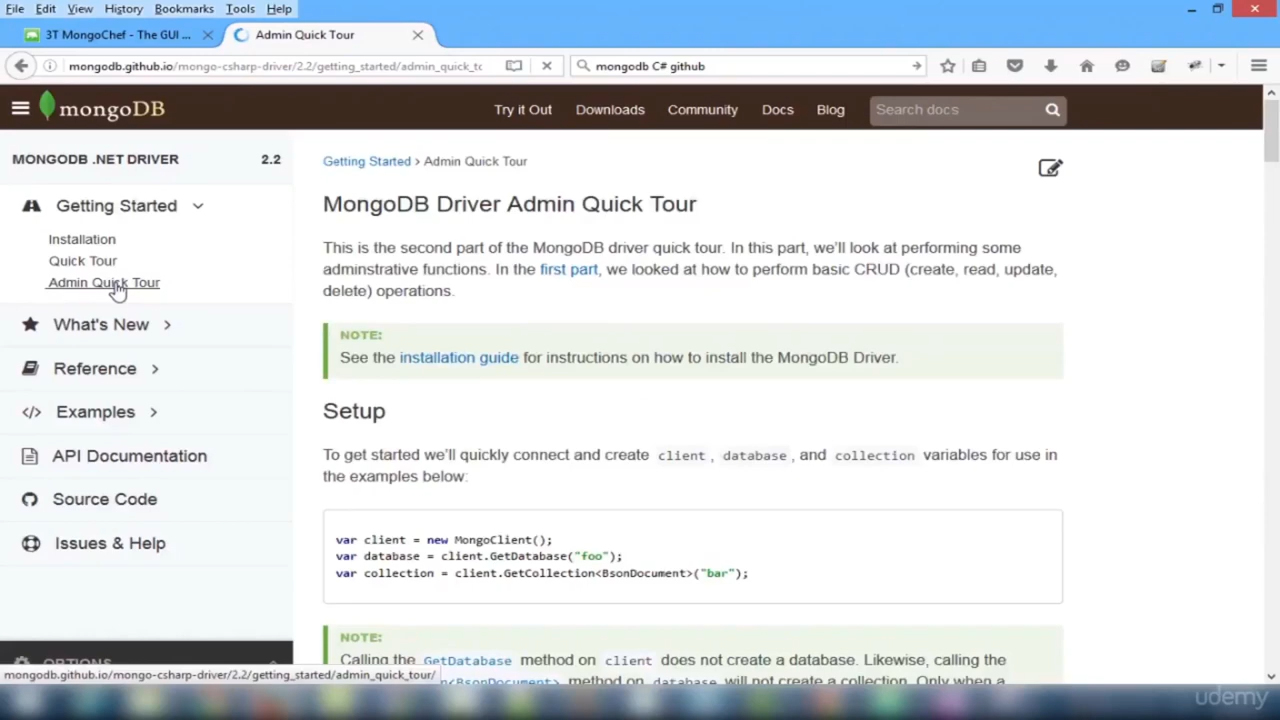 File Edit View History Bookmarks Tools Help
3T MongoChef - The GUI ...
Admin Quick Tour
mongodb.github.io/mongo-csharp-driver/2.2/getting_started/admin_quick_tc
mongodb C# github
mongoDB
Try it Out Downloads Community Docs Blog Search docs
MONGODB .NET DRIVER 2.2
Getting Started
Installation
Quick Tour
Admin Quick Tour
What's New
Reference
Examples
API Documentation
Source Code
Issues & Help
OPTIONS
Getting Started › Admin Quick Tour
MongoDB Driver Admin Quick Tour
This is the second part of the MongoDB driver quick tour. In this part, we'll look at performing some
adminstrative functions. In the first part, we looked at how to perform basic CRUD (create, read, update,
delete) operations.
NOTE:
See the installation guide for instructions on how to install the MongoDB Driver.
Setup
To get started we'll quickly connect and create client, database, and collection variables for use in
the examples below:
var client = new MongoClient();
var database = client.GetDatabase("foo");
var collection = client.GetCollection<BsonDocument>("bar");
NOTE:
Calling the GetDatabase method on client does not create a database. Likewise, calling the
<BsonDocument> method on database will not create a collection. Only when a
mongodb.github.io/mongo-csharp-driver/2.2/getting_started/admin_quick_tour/
udemy